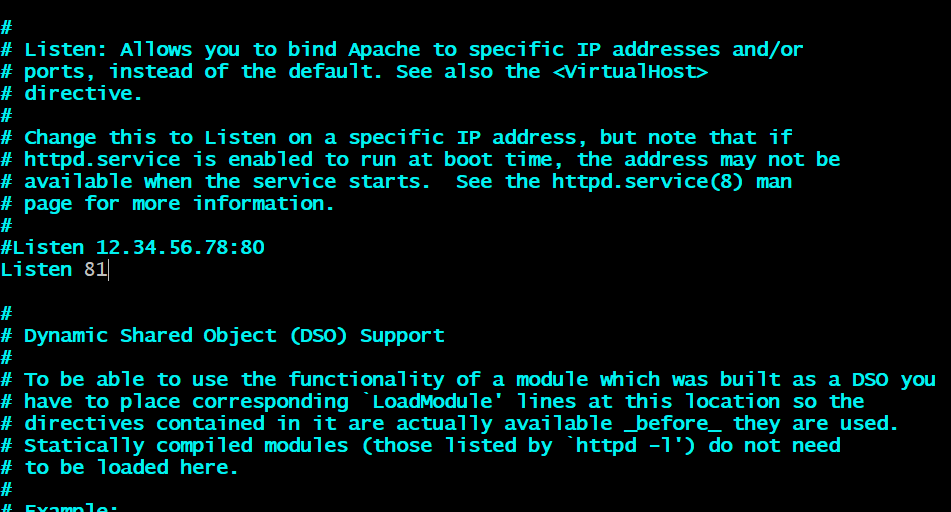 #
# Listen: Allows you to bind Apache to specific IP addresses and/or
# ports, instead of the default. See also the <VirtualHost>
# directive.
#
# Change this to Listen on a specific IP address, but note that if
# httpd.service is enabled to run at boot time, the address may not be
# available when the service starts.  See the httpd.service(8) man
# page for more information.
#
#Listen 12.34.56.78:80
Listen 81
#
# Dynamic Shared Object (DSO) Support
#
# To be able to use the functionality of a module which was built as a DSO you
# have to place corresponding `LoadModule' lines at this location so the
# directives contained in it are actually available _before_ they are used.
# Statically compiled modules (those listed by `httpd -l') do not need
# to be loaded here.
#
# Example: